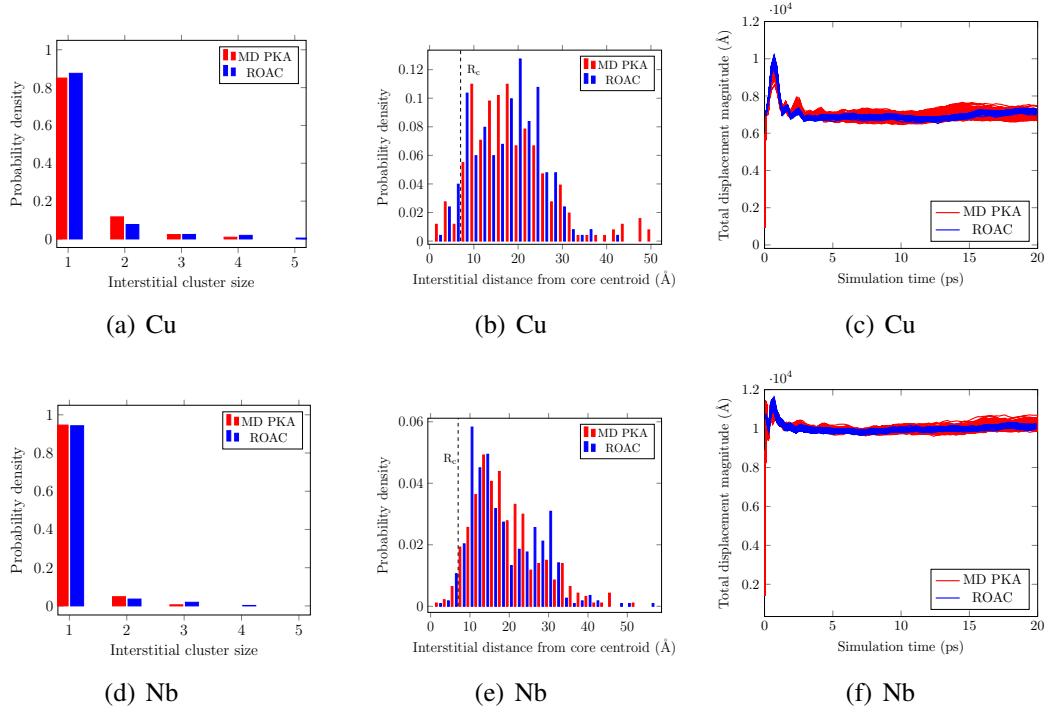 1
0.8
0.6
0.4
0.2
0
1 2 3 4 5
Probability density
Interstitial cluster size
MD PKA
ROAC
(a) Cu
0.12
0.10
0.08
0.06
0.04
0.02
0
0 10 20 30 40 50
Probability density
Interstitial distance from core centroid (Å)
R_c
MD PKA
ROAC
(b) Cu
·10⁴
1.2
1
0.8
0.6
0.4
0.2
0
0 5 10 15 20
Total displacement magnitude (Å)
Simulation time (ps)
MD PKA
ROAC
(c) Cu
1
0.8
0.6
0.4
0.2
0
1 2 3 4 5
Probability density
Interstitial cluster size
MD PKA
ROAC
(d) Nb
0.06
0.04
0.02
0
0 10 20 30 40 50
Probability density
Interstitial distance from core centroid (Å)
R_c
MD PKA
ROAC
(e) Nb
·10⁴
1.2
1
0.8
0.6
0.4
0.2
0
0 5 10 15 20
Total displacement magnitude (Å)
Simulation time (ps)
MD PKA
ROAC
(f) Nb